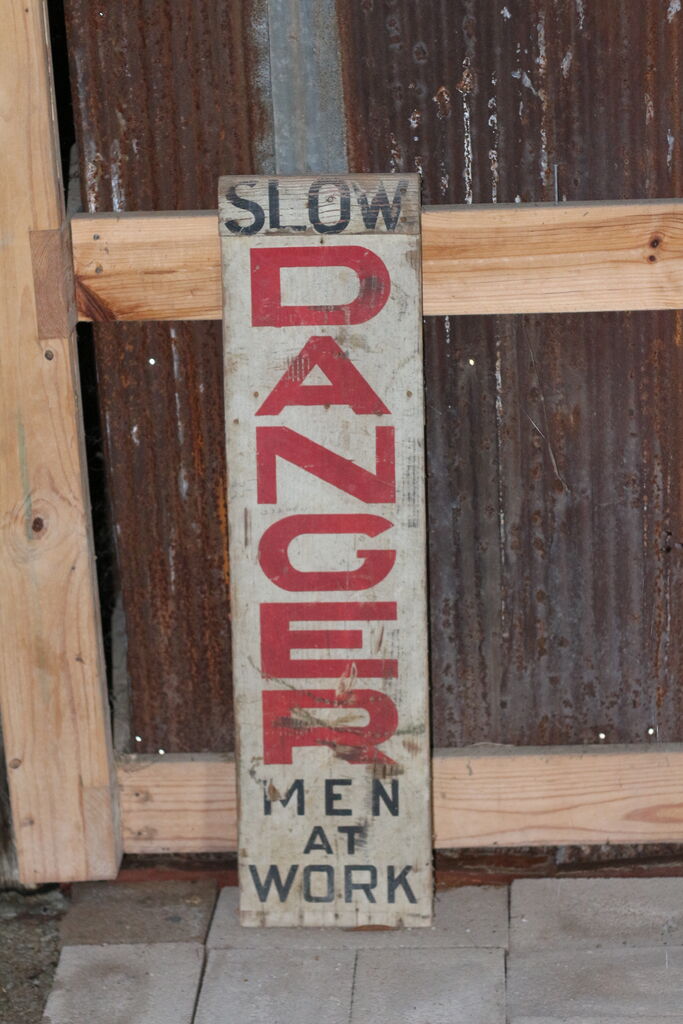 SLOW
DANGER
MEN
AT
WORK